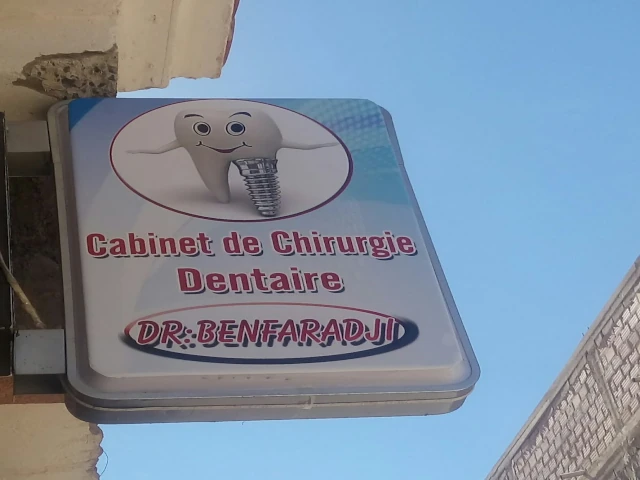 Cabinet de Chirurgie
Dentaire
DR: BENFARADJI